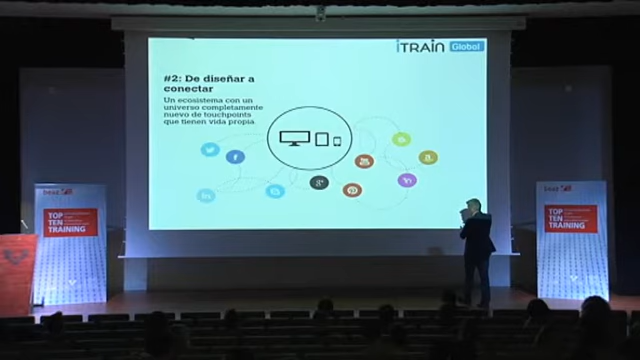 iTRAiN Global
#2: De diseñar a
conectar
Un ecosistema con un
universo completamente
nuevo de touchpoints
que tienen vida propia.
TOP
TEN
TRAINING
TOP
TEN
TRAINING